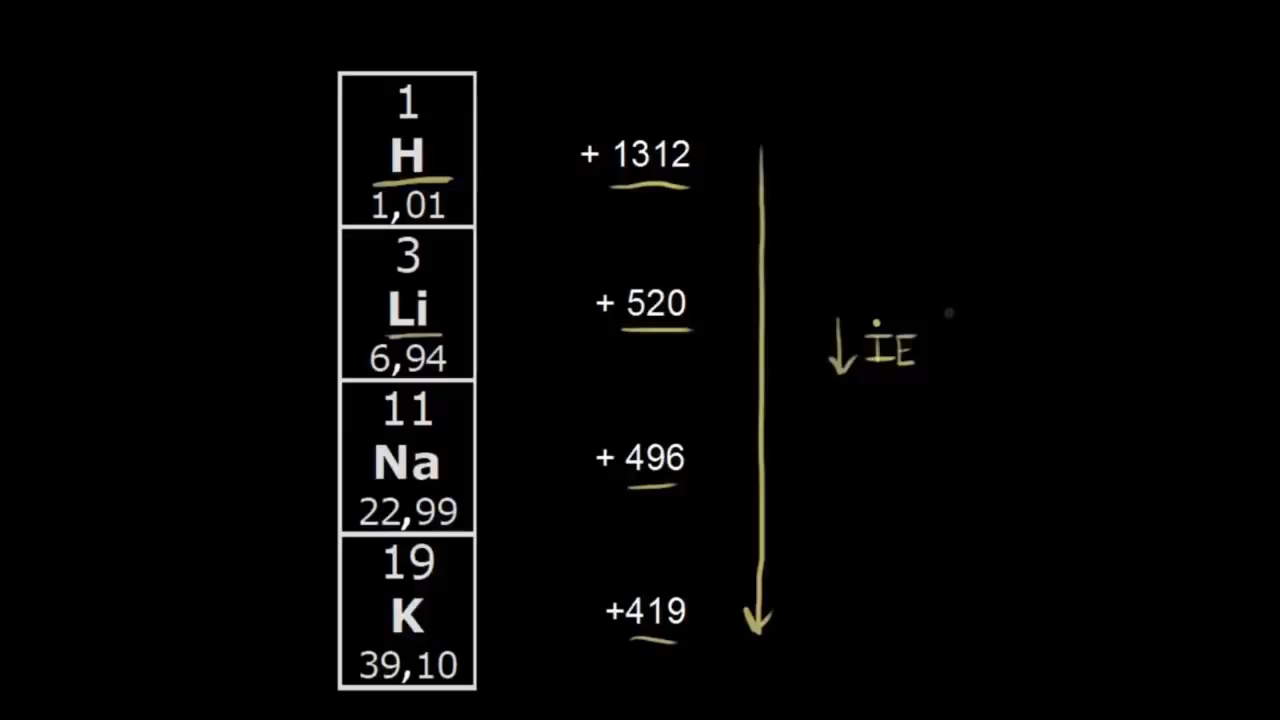 1
H
1,01
+ 1312
3
Li
6,94
+ 520
↓ IE
11
Na
22,99
+ 496
19
K
39,10
+419